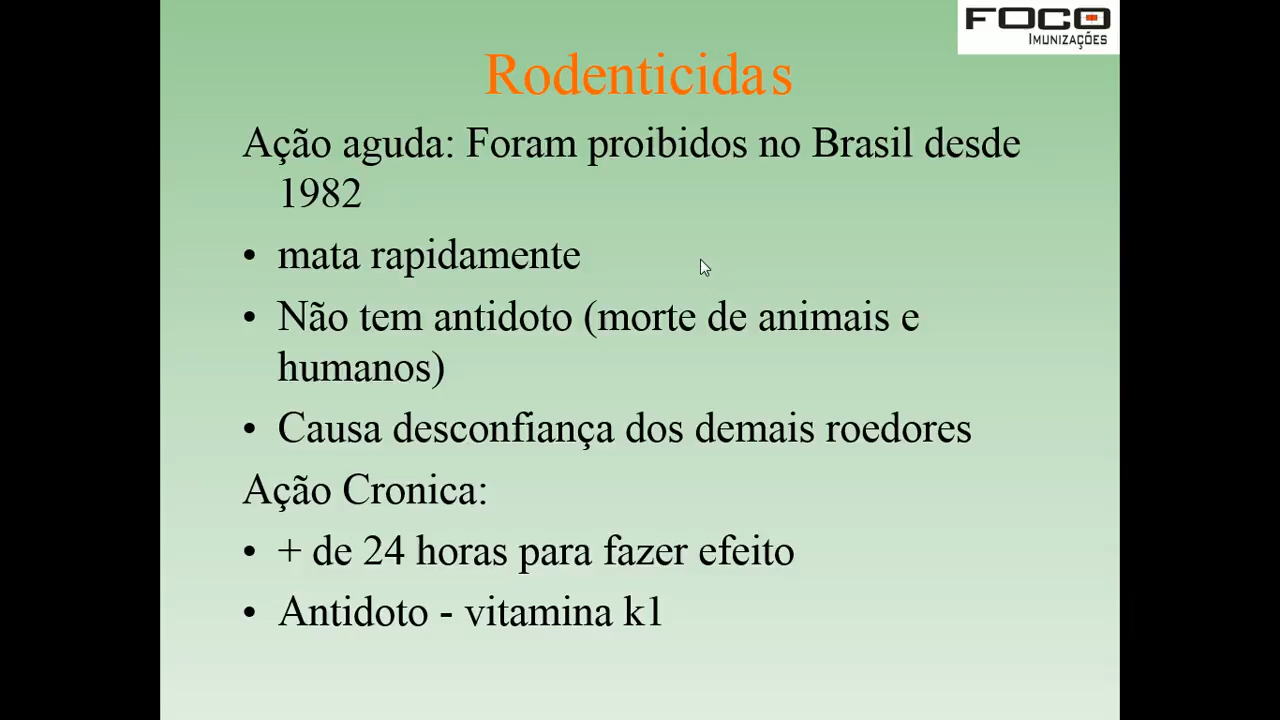 FOCO
IMUNIZAÇÕES
Rodenticidas
Ação aguda: Foram proibidos no Brasil desde
1982
• mata rapidamente
• Não tem antidoto (morte de animais e
humanos)
• Causa desconfiança dos demais roedores
Ação Cronica:
• + de 24 horas para fazer efeito
• Antidoto - vitamina k1